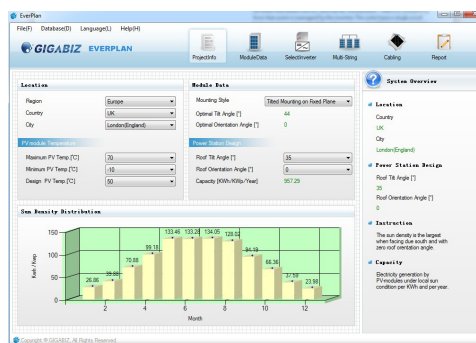 EverPlan
File(F) Database(D) Language(L) Help(H)
GIGABIZ EVERPLAN
ProjectInfo
ModuleData
SelectInverter
Multi-String
Cabling
Report
Location
Region
Europe
Country
UK
City
London(England)
PV module Temperature
Maximum PV Temp.[°C]
70
Minimum PV Temp.[°C]
-10
Design PV Temp.[°C]
50
Module Data
Mounting Style
Tilted Mounting on Fixed Plane
Optimal Tilt Angle [°]
44
Optimal Orientation Angle [°]
0
Power Station Design
Roof Tilt Angle [°]
35
Roof Orientation Angle [°]
0
Capacity [KWh/KWp/Year]
957.29
Sun Density Distribution
Kwh / Kwp
150
100
50
0
26.86
39.88
70.88
99.18
133.46
133.28
134.05
128.02
94.19
66.36
37.59
23.98
2
4
6
8
10
12
Month
System Overview
Location
Country
UK
City
London(England)
Power Station Design
Roof Tilt Angle [°]
35
Roof Orientation Angle [°]
0
Instruction
The sun density is the largest
when facing due south and with
zero roof orentation angle.
Capacity
Electricity generation by
PV-modules under local sun
condition per KWh and per year.
Copyright © GIGABIZ. All Rights Reserved